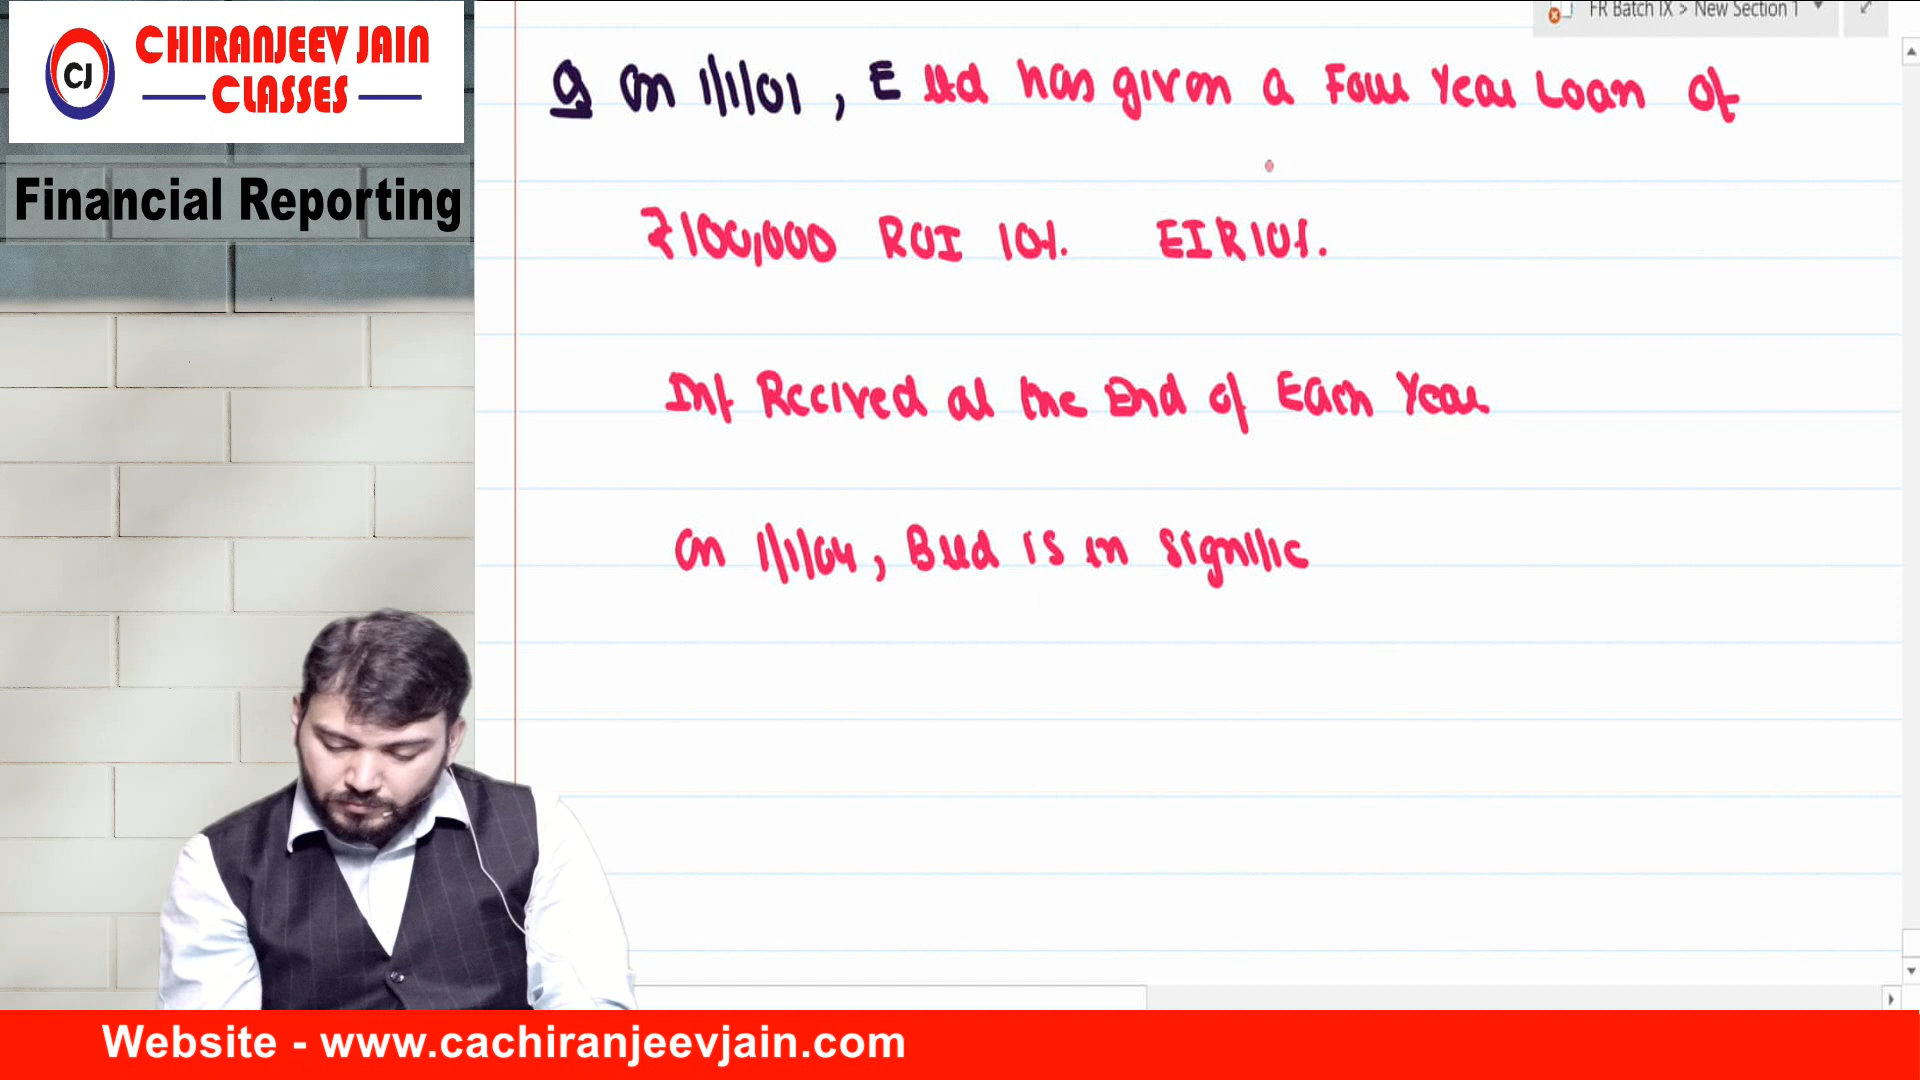 CHIRANJEEV JAIN
CLASSES
CJ
Financial Reporting
FR Batch IX > New Section 1
Q On 1/1/01, E Ltd has given a Four Year Loan of
₹100,000 ROI 10%. EIR 10%.
Int Recived at the End of Each Year
On 1/1/04, B Ltd is in Signific
Website - www.cachiranjeevjain.com